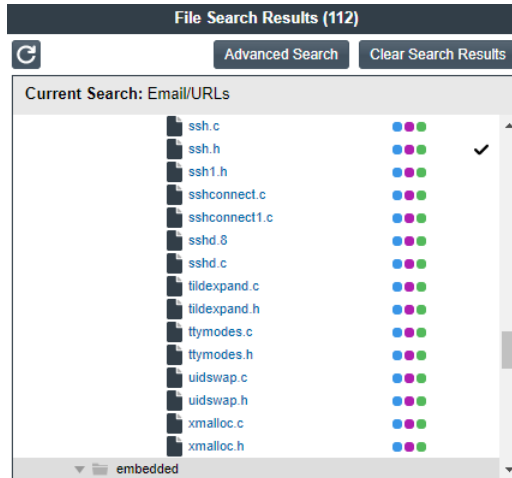 File Search Results (112)
Advanced Search Clear Search Results
Current Search: Email/URLs
ssh.c
ssh.h
ssh1.h
sshconnect.c
sshconnect1.c
sshd.8
sshd.c
tildexpand.c
tildexpand.h
ttymodes.c
ttymodes.h
uidswap.c
uidswap.h
xmalloc.c
xmalloc.h
embedded